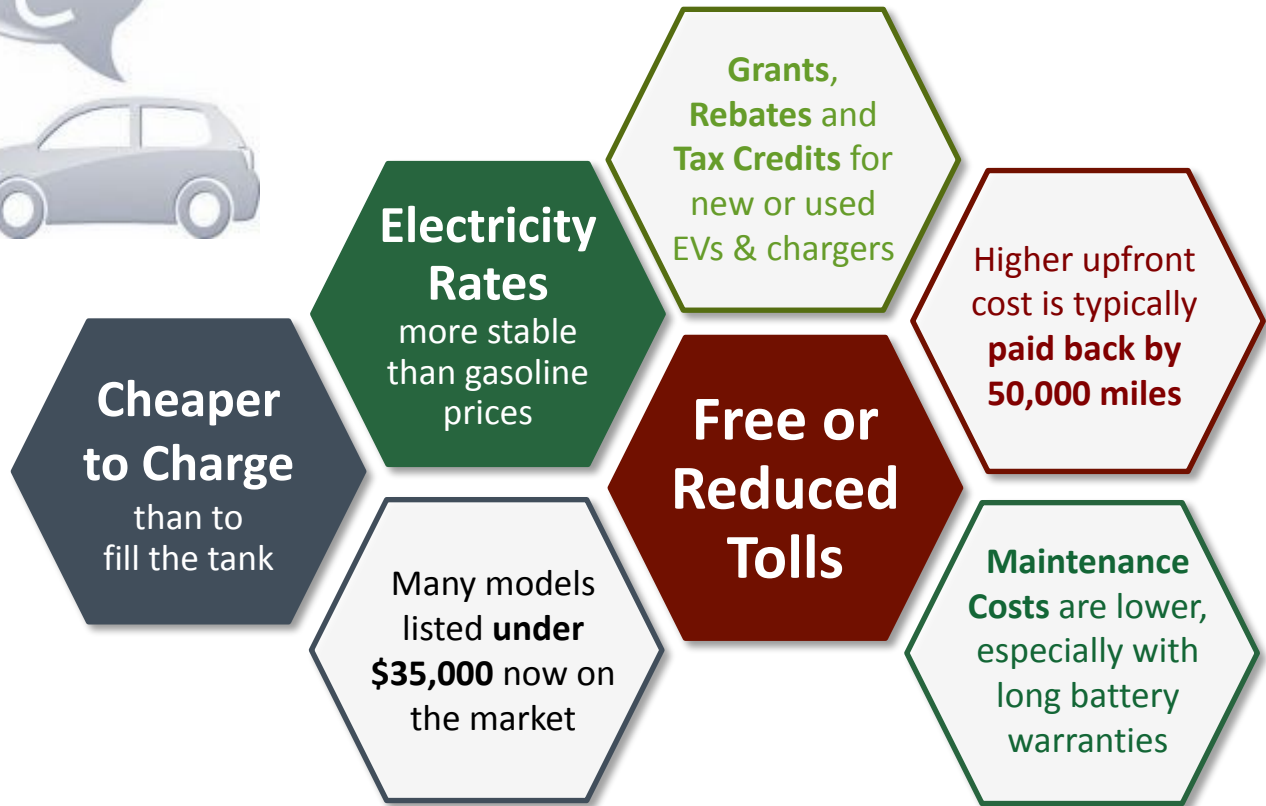 C
Cheaper
to Charge
than to
fill the tank
Electricity
Rates
more stable
than gasoline
prices
Many models
listed under
$35,000 now on
the market
Grants,
Rebates and
Tax Credits for
new or used
EVs & chargers
Free or
Reduced
Tolls
Higher upfront
cost is typically
paid back by
50,000 miles
Maintenance
Costs are lower,
especially with
long battery
warranties